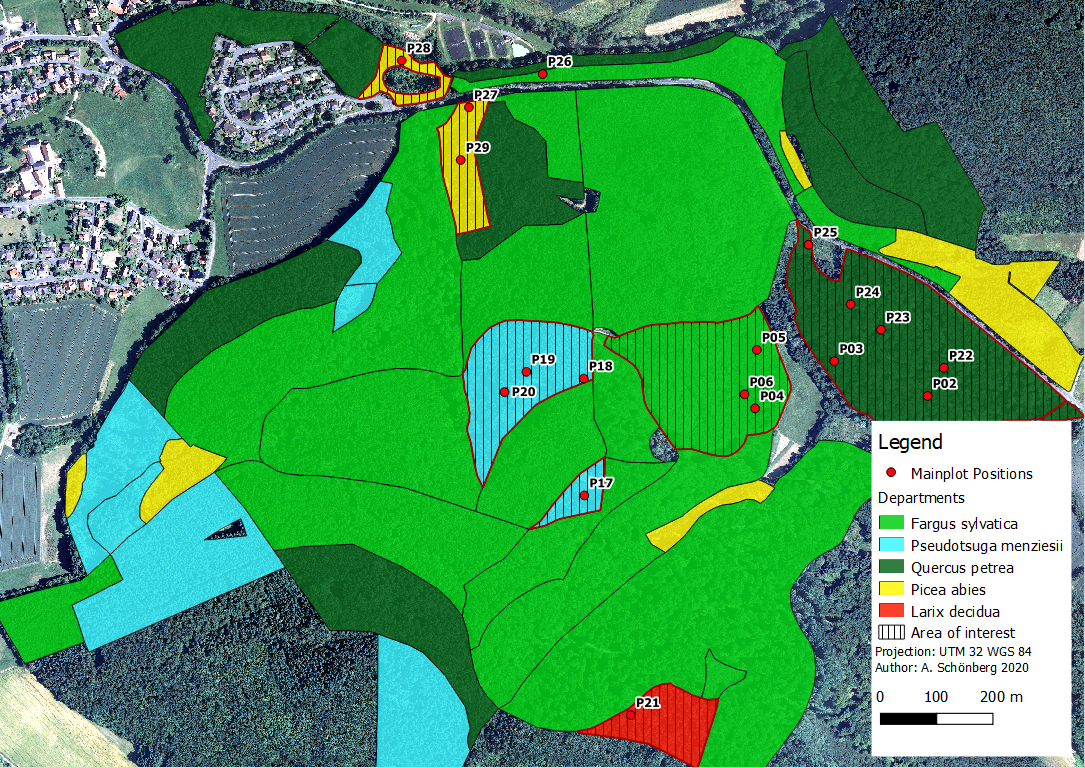 P28
P26
P27
P29
P25
P24
P23
P05
P03
P22
P19
P18
P06
P20
P02
P04
P17
P21
Legend
Mainplot Positions
Departments
Fargus sylvatica
Pseudotsuga menziesii
Quercus petrea
Picea abies
Larix decidua
Area of interest
Projection: UTM 32 WGS 84
Author: A. Schönberg 2020
0 100 200 m